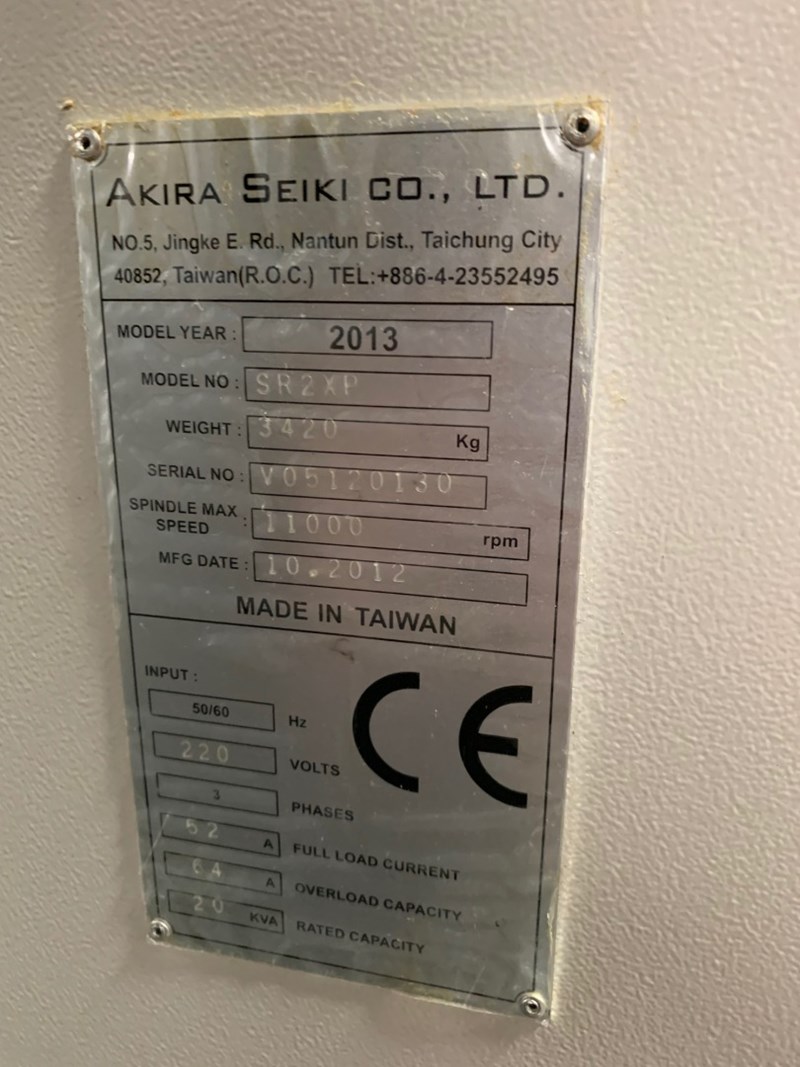 AKIRA SEIKI CO., LTD.
NO.5, Jingke E. Rd., Nantun Dist., Taichung City
40852, Taiwan(R.O.C.) TEL:+886-4-23552495
MODEL YEAR : 2013
MODEL NO : SR2XP
WEIGHT : 3420 Kg
SERIAL NO : V05120130
SPINDLE MAX SPEED : 11000 rpm
MFG DATE : 10.2012
MADE IN TAIWAN
INPUT :
50/60 Hz
220 VOLTS
3 PHASES
52 A FULL LOAD CURRENT
64 A OVERLOAD CAPACITY
20 KVA RATED CAPACITY
CE